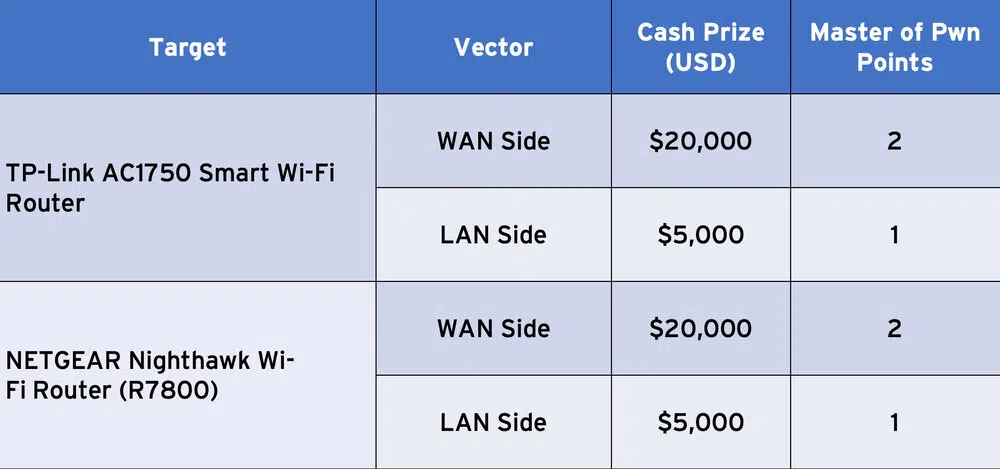 Target
Vector
Cash Prize
(USD)
Master of Pwn
Points
TP-Link AC1750 Smart Wi-Fi
Router
WAN Side
$20,000
2
LAN Side
$5,000
1
NETGEAR Nighthawk Wi-
Fi Router (R7800)
WAN Side
$20,000
2
LAN Side
$5,000
1